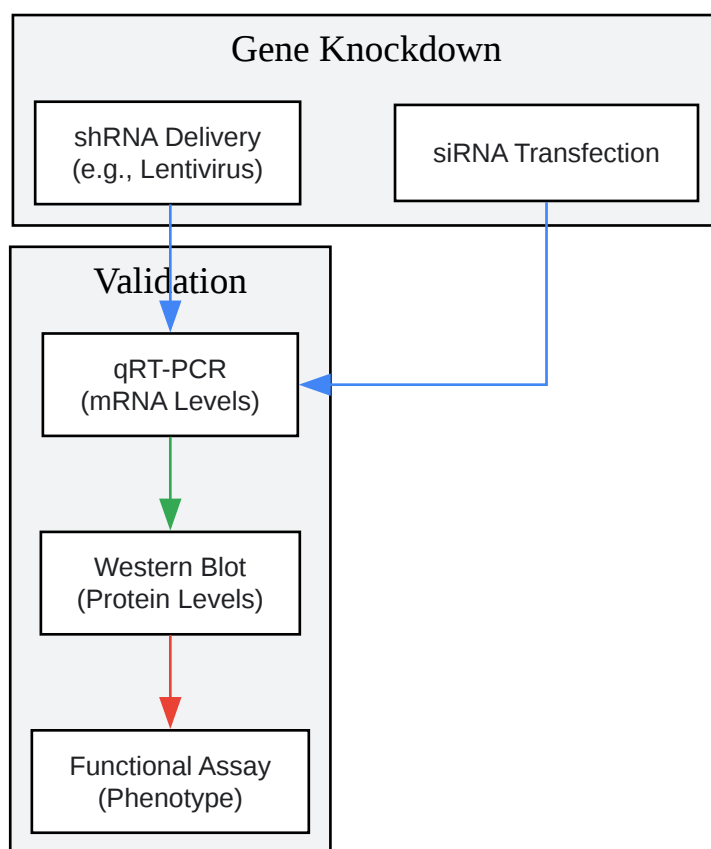 Gene Knockdown
shRNA Delivery
(e.g., Lentivirus)
siRNA Transfection
Validation
qRT-PCR
(mRNA Levels)
Western Blot
(Protein Levels)
Functional Assay
(Phenotype)